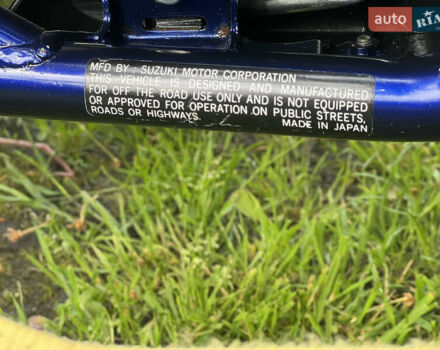 auto RIA
MFD BY : SUZUKI MOTOR CORPORATION
THIS VEHICLE IS DESIGNED AND MANUFACTURED
FOR OFF THE ROAD USE ONLY AND IS NOT EQUIPPED
OR APPROVED FOR OPERATION ON PUBLIC STREETS,
ROADS OR HIGHWAYS.
MADE IN JAPAN